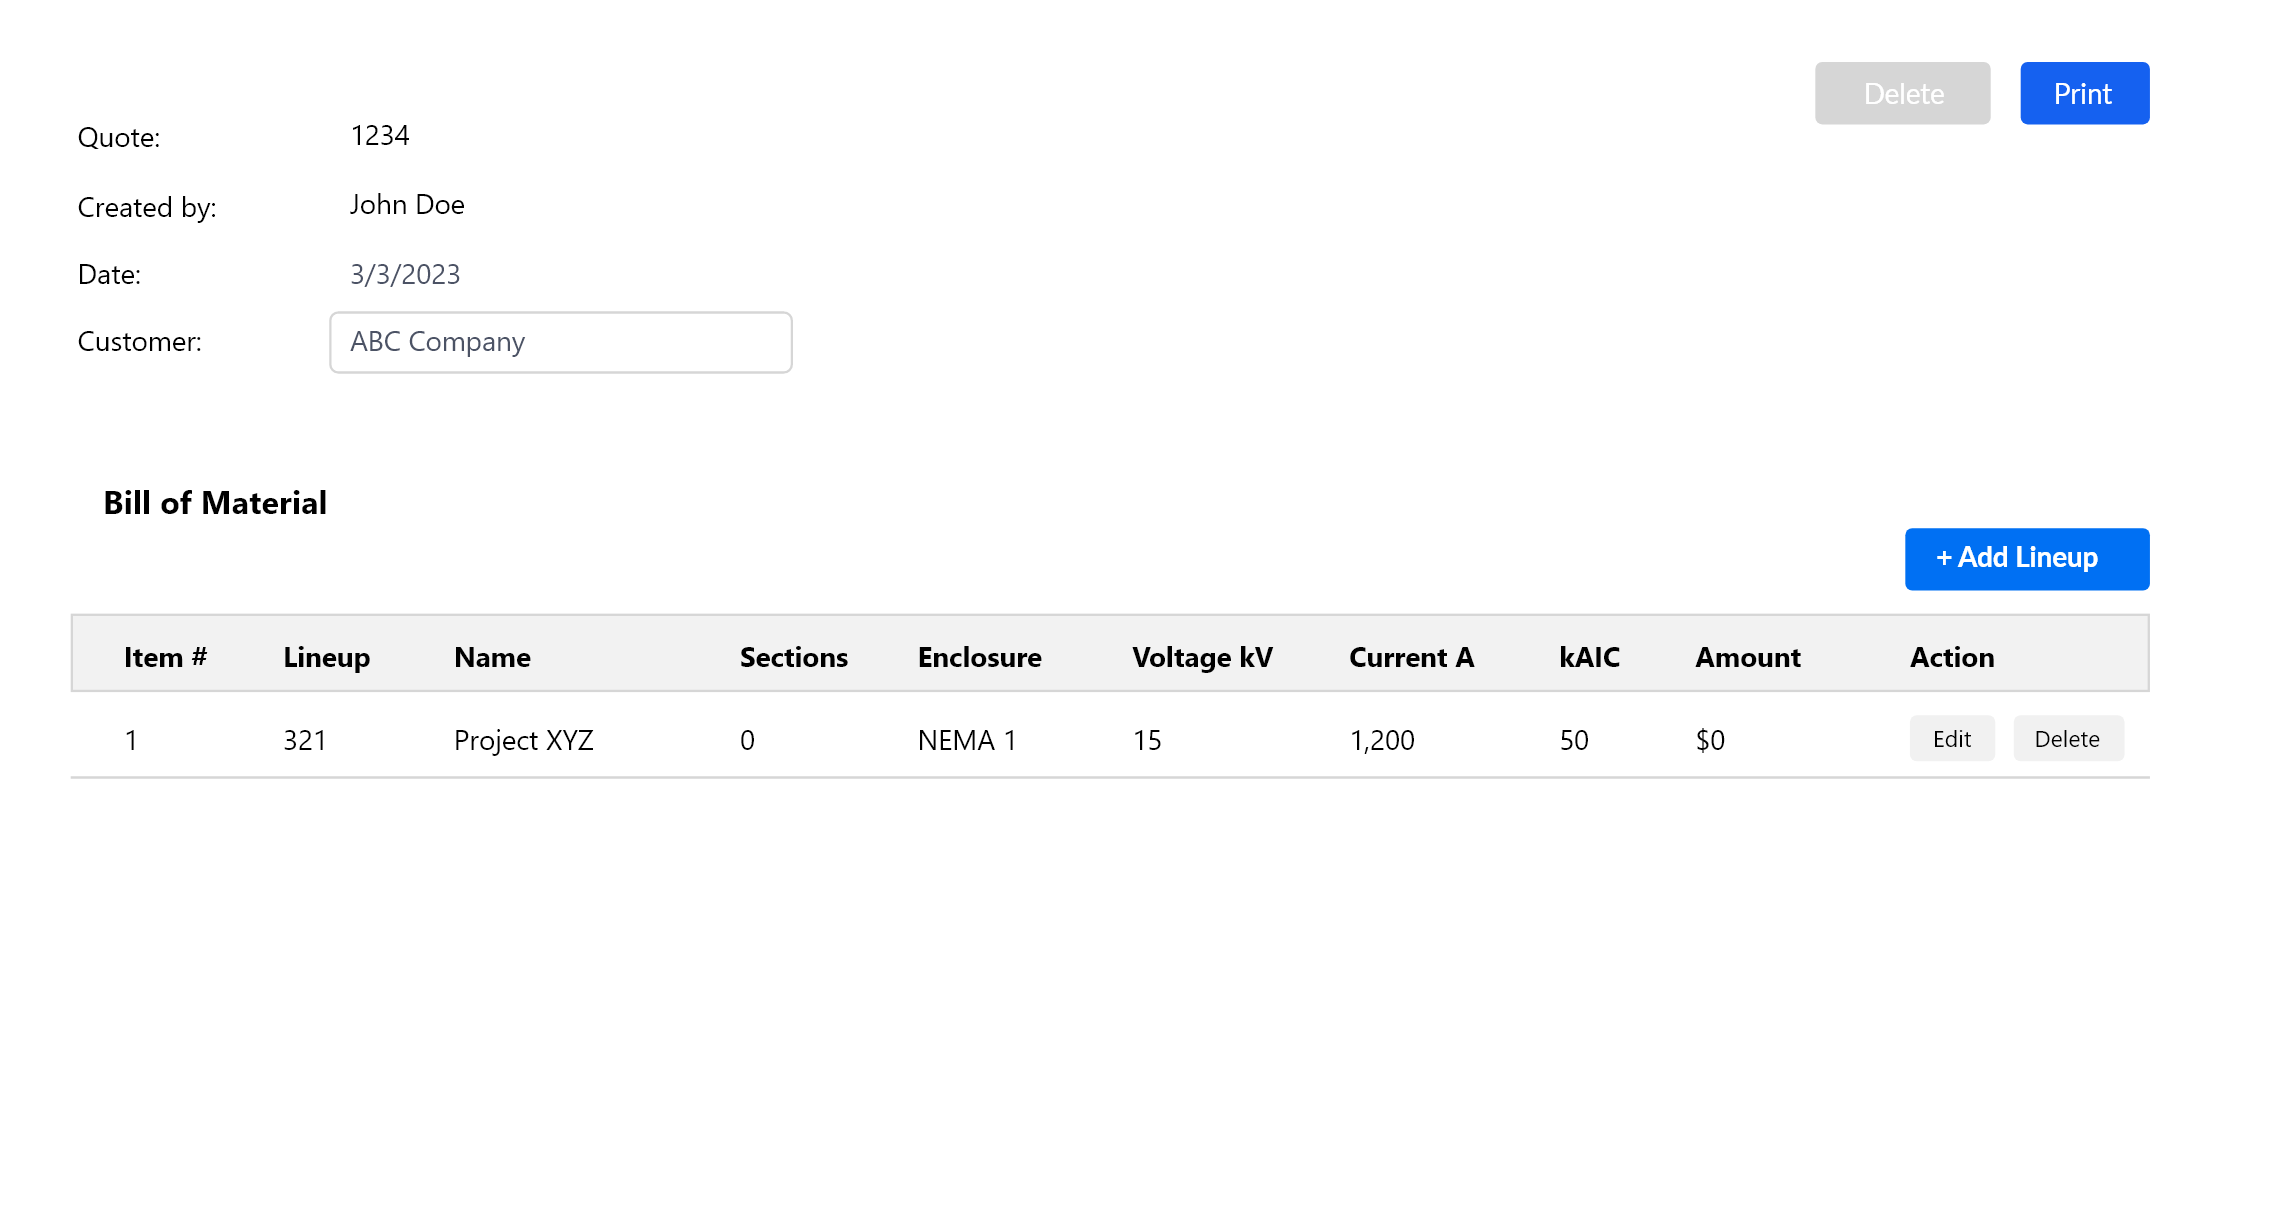 Delete Print
Quote: 1234
Created by: John Doe
Date: 3/3/2023
Customer: ABC Company
Bill of Material
+ Add Lineup
Item # Lineup Name Sections Enclosure Voltage kV Current A kAIC Amount Action
1 321 Project XYZ 0 NEMA 1 15 1,200 50 $0 Edit Delete